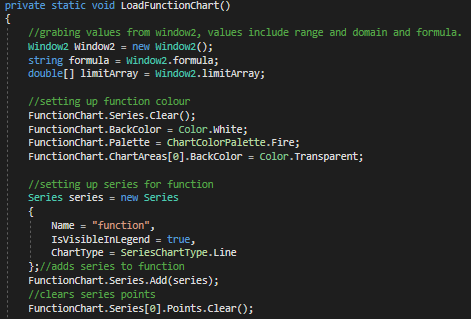 private static void LoadFunctionChart()
{
//grabing values from window2, values include range and domain and formula.
Window2 Window2 = new Window2();
string formula = Window2.formula;
double[] limitArray = Window2.limitArray;
//setting up function colour
FunctionChart.Series.Clear();
FunctionChart.BackColor = Color.White;
FunctionChart.Palette = ChartColorPalette.Fire;
FunctionChart.ChartAreas[0].BackColor = Color.Transparent;
//setting up series for function
Series series = new Series
{
Name = "function",
IsVisibleInLegend = true,
ChartType = SeriesChartType.Line
};//adds series to function
FunctionChart.Series.Add(series);
//clears series points
FunctionChart.Series[0].Points.Clear();